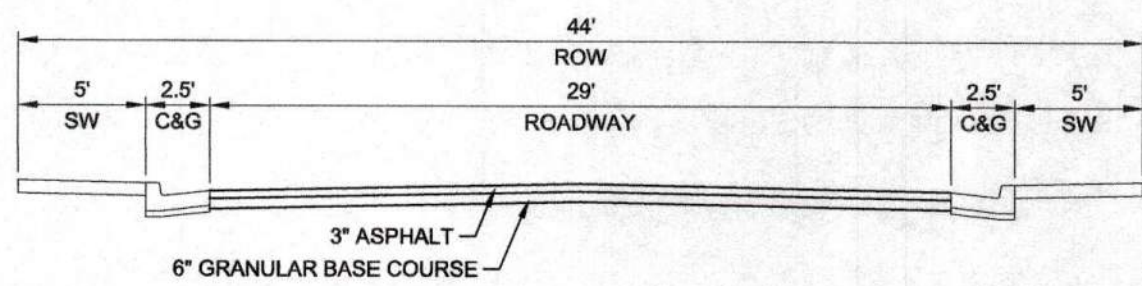 44'
ROW
5'
2.5'
29'
2.5'
5'
SW
C&G
ROADWAY
C&G
SW
3" ASPHALT
6" GRANULAR BASE COURSE